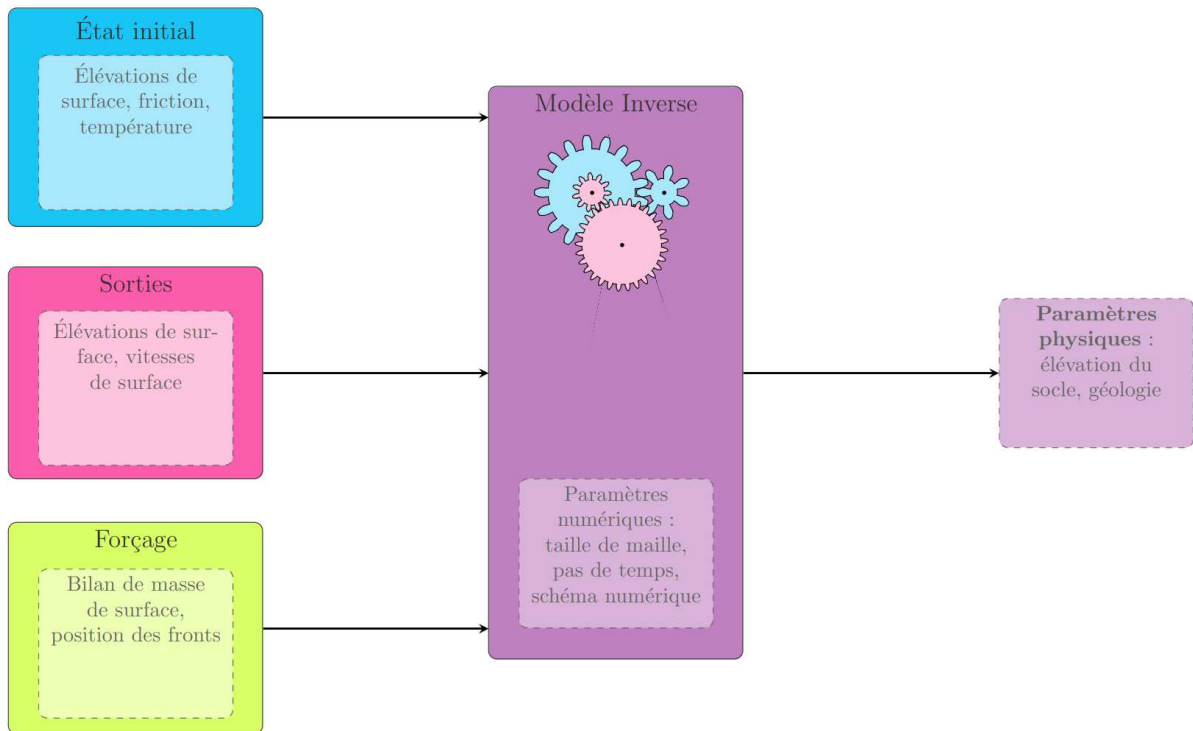 État initial
Élévations de
surface, friction,
température
Sorties
Élévations de sur-
face, vitesses
de surface
Forçage
Bilan de masse
de surface,
position des fronts
Modèle Inverse
Paramètres
numériques :
taille de maille,
pas de temps,
schéma numérique
Paramètres
physiques :
élévation du
socle, géologie